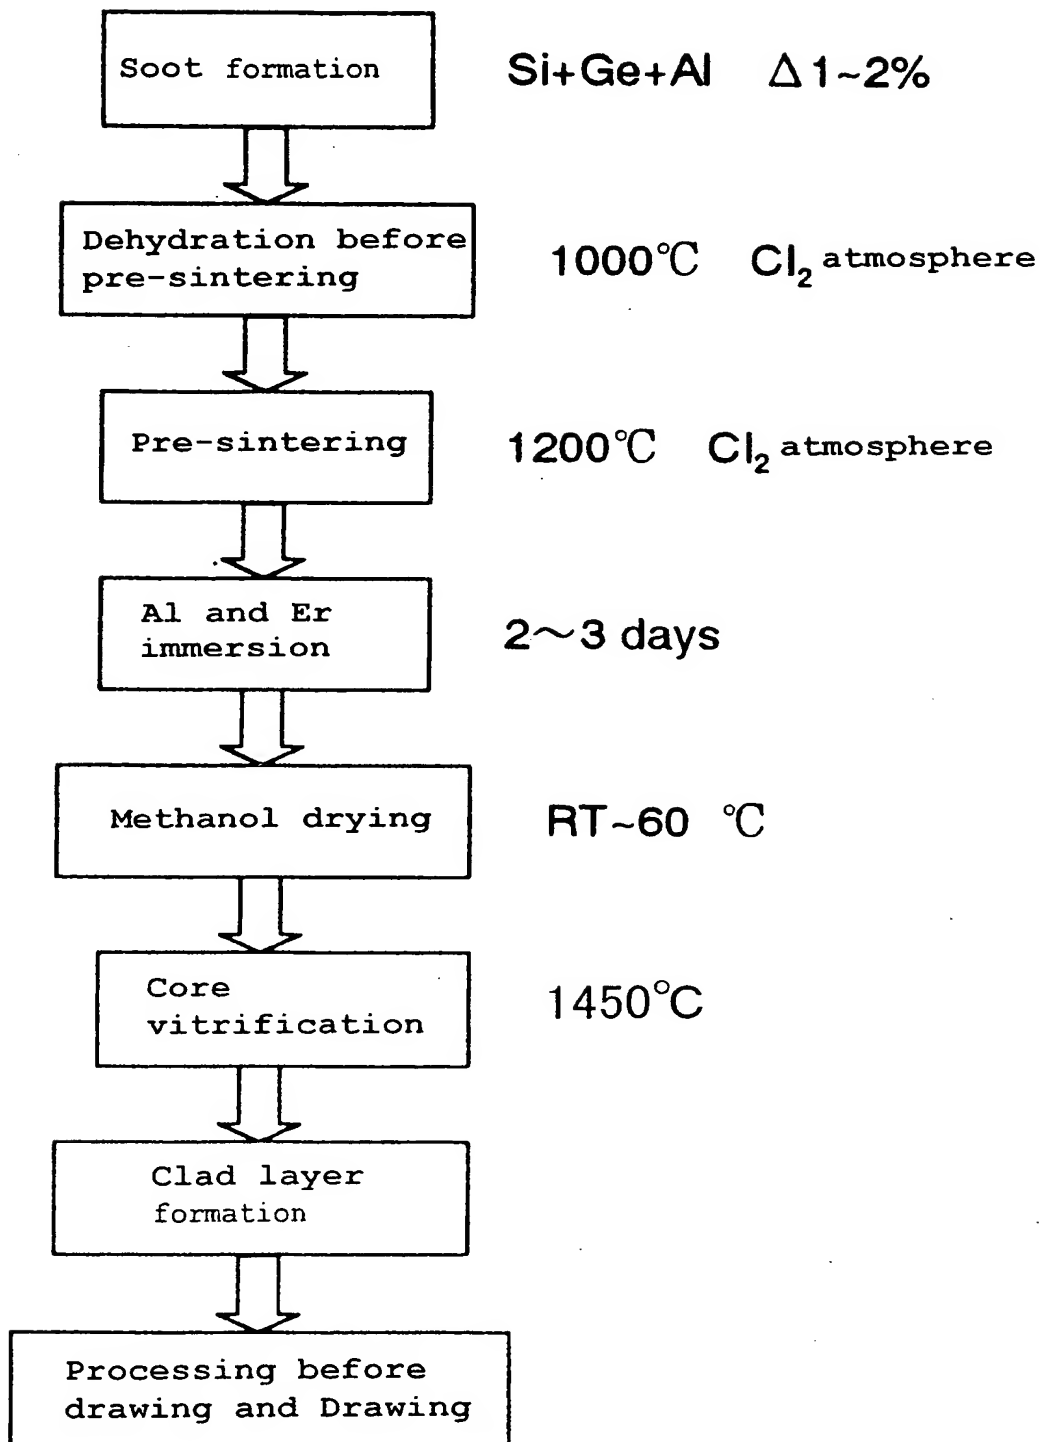 Soot formation Si+Ge+Al Δ1~2%
Dehydration before
pre-sintering 1000℃ Cl₂ atmosphere
Pre-sintering 1200℃ Cl₂ atmosphere
Al and Er
immersion 2～3 days
Methanol drying RT~60 ℃
Core
vitrification 1450°C
Clad layer
formation
Processing before
drawing and Drawing